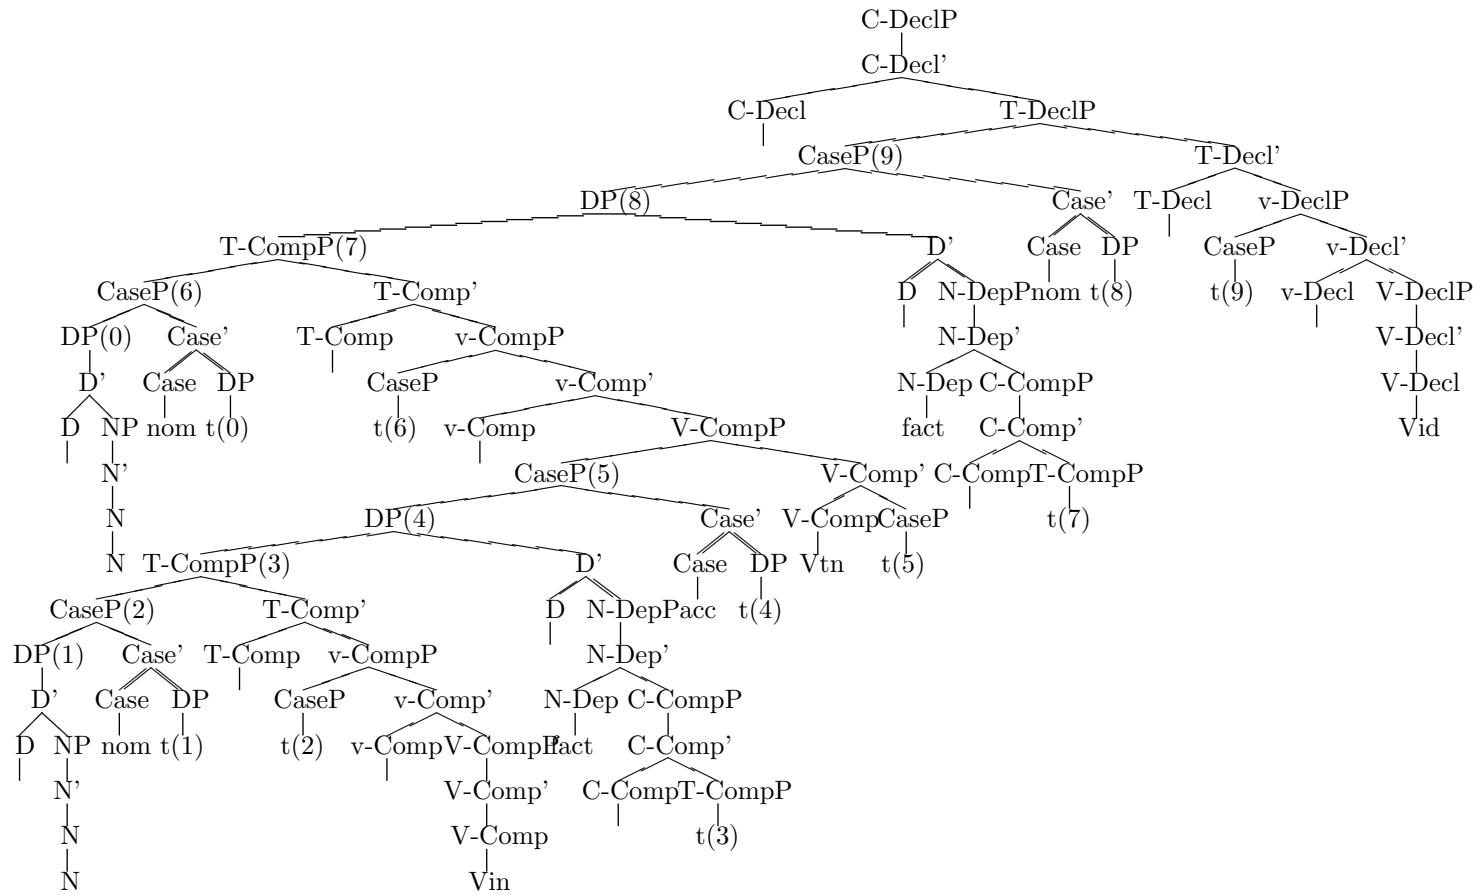 C-DeclP
C-Decl'
C-Decl T-DeclP
CaseP(9) T-Decl'
DP(8) Case' T-Decl v-DeclP
T-CompP(7) D' Case DP CaseP v-Decl'
CaseP(6) T-Comp' D N-DepP nom t(8) t(9) v-Decl V-DeclP
DP(0) Case' T-Comp v-CompP N-Dep' V-Decl'
D' Case DP CaseP v-Comp' N-Dep C-CompP V-Decl
D NP nom t(0) t(6) v-Comp V-CompP fact C-Comp' Vid
N' CaseP(5) V-Comp' C-Comp T-CompP
N DP(4) Case' V-Comp CaseP t(7)
N T-CompP(3) D' Case DP Vtn t(5)
CaseP(2) T-Comp' D N-DepP acc t(4)
DP(1) Case' T-Comp v-CompP N-Dep'
D' Case DP CaseP v-Comp' N-Dep C-CompP
D NP nom t(1) t(2) v-Comp V-CompP fact C-Comp'
N' V-Comp' C-Comp T-CompP
N V-Comp t(3)
N Vin